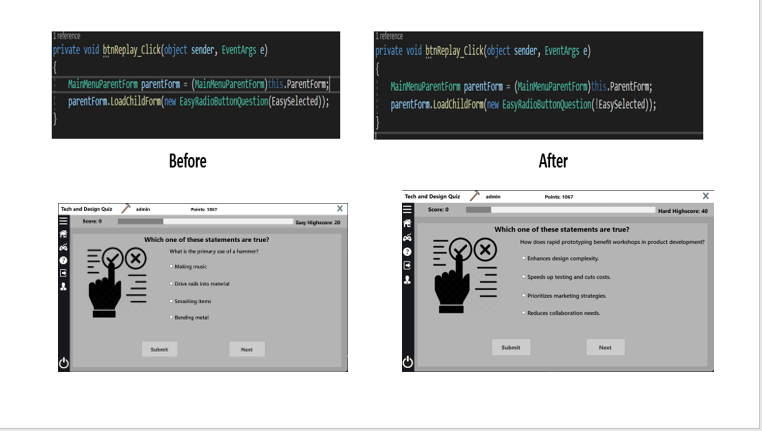 1 reference
private void btnReplay_Click(object sender, EventArgs e)
{
MainMenuParentForm parentForm = (MainMenuParentForm)this.ParentForm;
parentForm.LoadChildForm(new EasyRadioButtonQuestion(EasySelected));
}
1 reference
private void btnReplay_Click(object sender, EventArgs e)
{
MainMenuParentForm parentForm = (MainMenuParentForm)this.ParentForm;
parentForm.LoadChildForm(new EasyRadioButtonQuestion(!EasySelected));
}
Before
After
Tech and Design Quiz admin Points: 1067 X
Score: 0 Easy Highscore: 20
Which one of these statements are true?
What is the primary use of a hammer?
Making music
Drive nails into material
Smashing items
Bending metal
Submit Next
Tech and Design Quiz admin Points: 1067 X
Score: 0 Hard Highscore: 40
Which one of these statements are true?
How does rapid prototyping benefit workshops in product development?
Enhances design complexity.
Speeds up testing and cuts costs.
Prioritizes marketing strategies.
Reduces collaboration needs.
Submit Next